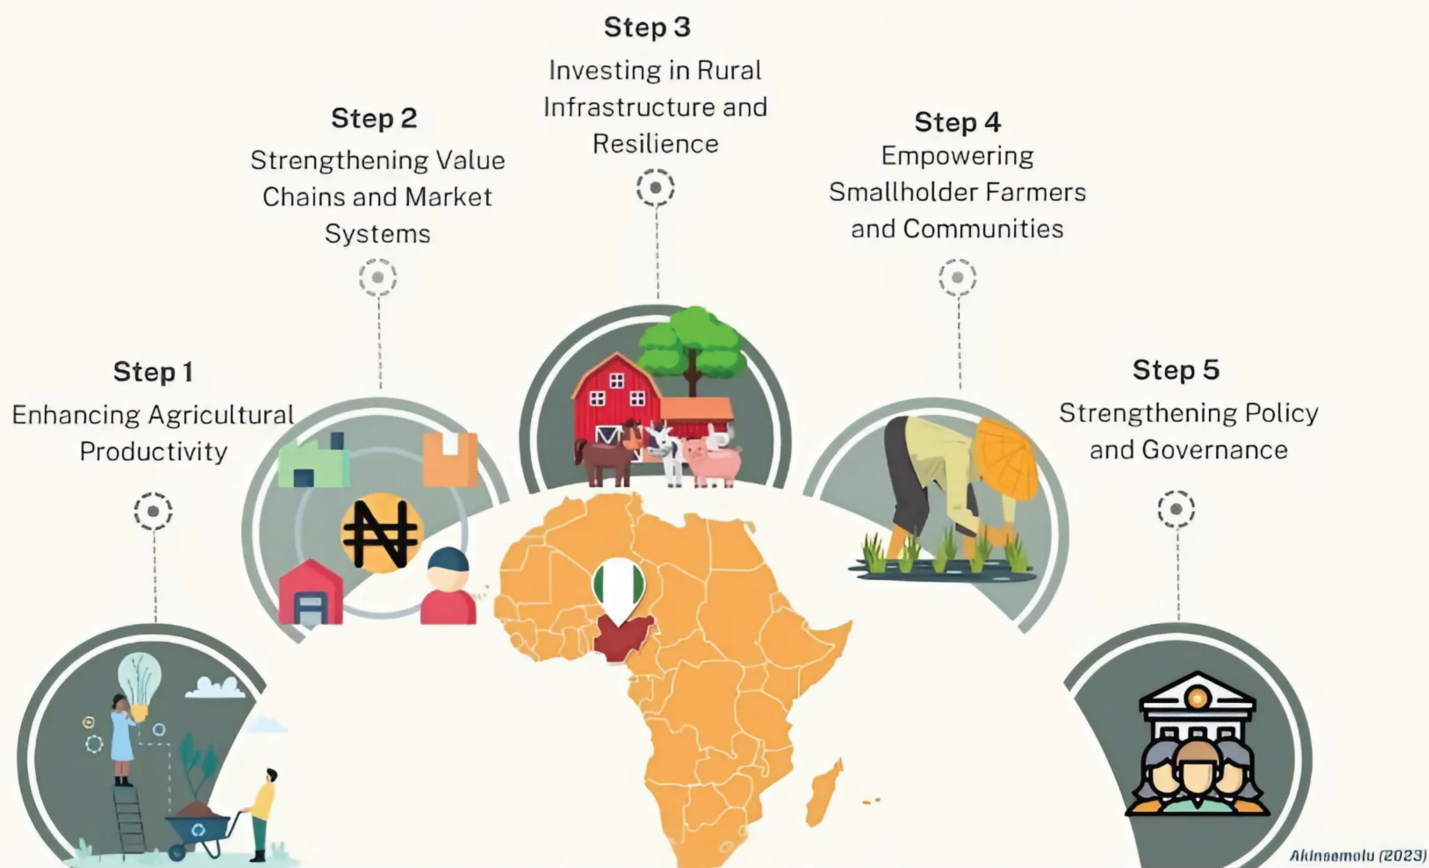 Step 1
Enhancing Agricultural
Productivity
Step 2
Strengthening Value
Chains and Market
Systems
Step 3
Investing in Rural
Infrastructure and
Resilience
Step 4
Empowering
Smallholder Farmers
and Communities
Step 5
Strengthening Policy
and Governance
₦
Akinsemolu (2023)